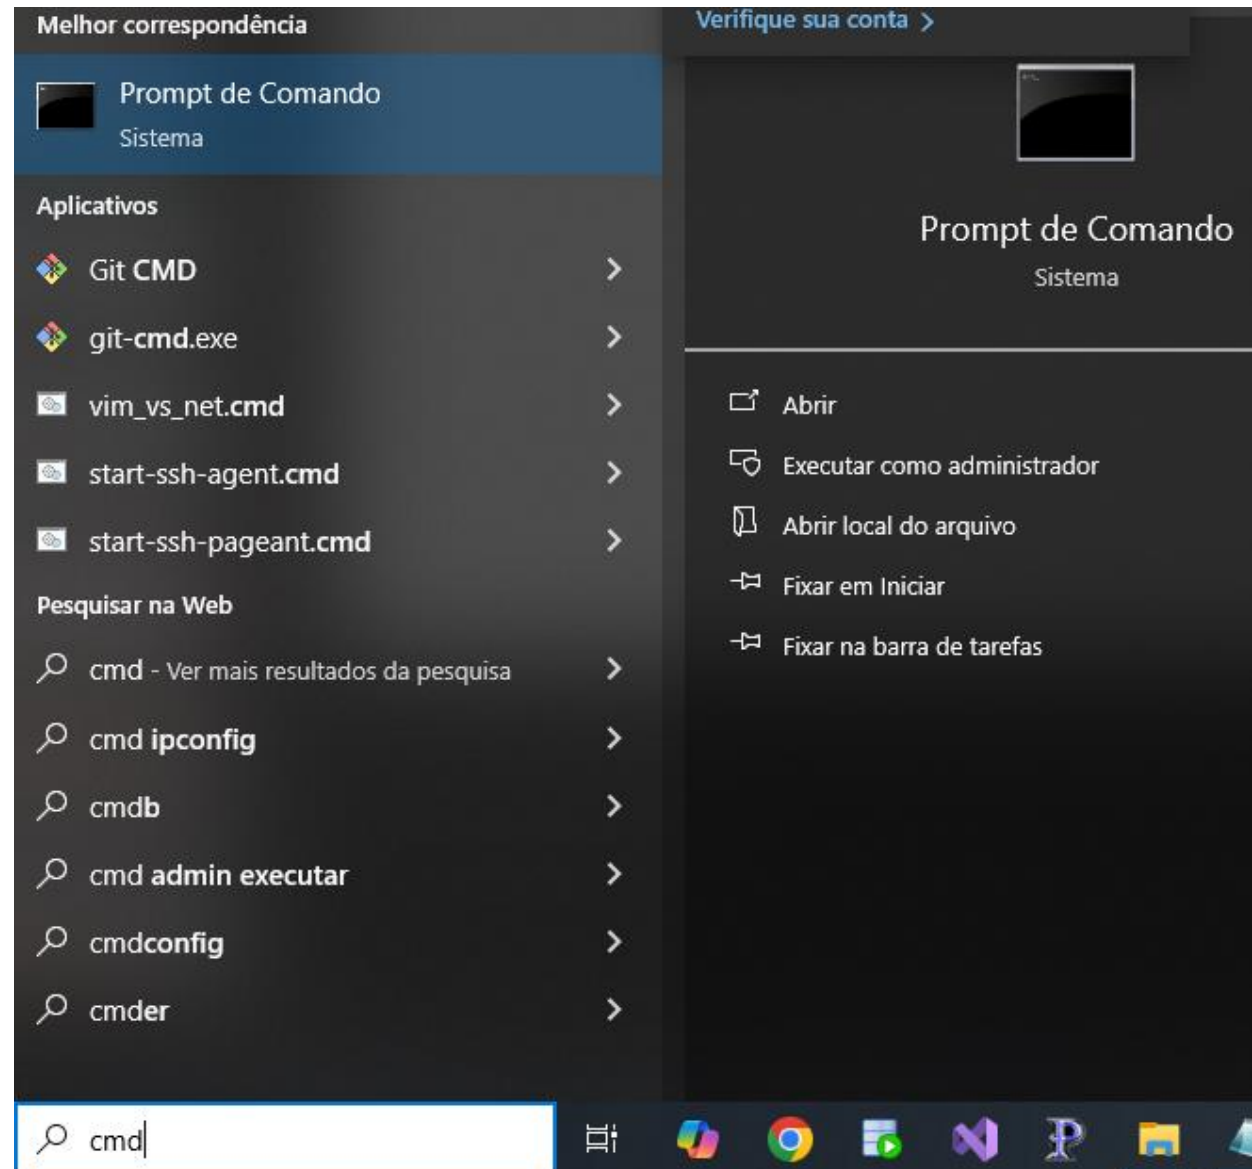 Melhor correspondência
Prompt de Comando
Sistema
Aplicativos
Git CMD
git-cmd.exe
vim_vs_net.cmd
start-ssh-agent.cmd
start-ssh-pageant.cmd
Pesquisar na Web
cmd - Ver mais resultados da pesquisa
cmd ipconfig
cmdb
cmd admin executar
cmdconfig
cmder
cmd
Verifique sua conta
Prompt de Comando
Sistema
Abrir
Executar como administrador
Abrir local do arquivo
Fixar em Iniciar
Fixar na barra de tarefas